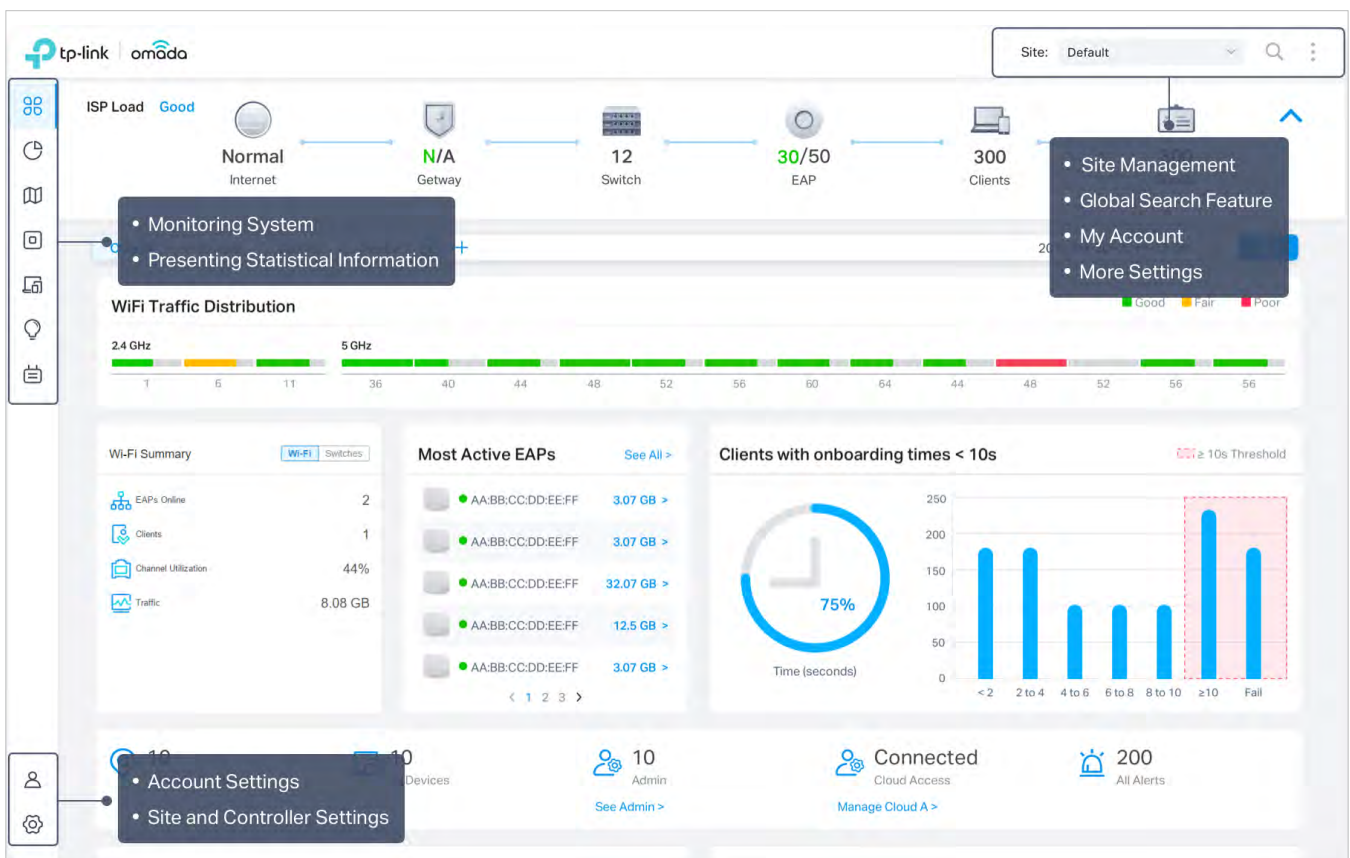 tp-link omada
Site: Default
ISP Load Good
Normal
Internet
N/A
Getway
12
Switch
30/50
EAP
300
Clients
• Site Management
• Global Search Feature
• My Account
• More Settings
• Monitoring System
• Presenting Statistical Information
+
20
WiFi Traffic Distribution
Good Fair Poor
2.4 GHz 5 GHz
1 6 11 36 40 44 48 52 56 60 64 44 48 52 56 56
Wi-Fi Summary
Wi-Fi Switches
EAPs Online 2
Clients 1
Channel Utilization 44%
Traffic 8.08 GB
Most Active EAPs See All >
AA:BB:CC:DD:EE:FF 3.07 GB >
AA:BB:CC:DD:EE:FF 3.07 GB >
AA:BB:CC:DD:EE:FF 32.07 GB >
AA:BB:CC:DD:EE:FF 12.5 GB >
AA:BB:CC:DD:EE:FF 3.07 GB >
< 1 2 3 >
Clients with onboarding times < 10s
≥ 10s Threshold
75%
Time (seconds)
250
200
150
100
50
0
< 2 2 to 4 4 to 6 6 to 8 8 to 10 ≥10 Fail
10
10
Devices
10
Admin
See Admin >
Connected
Cloud Access
Manage Cloud A >
200
All Alerts
• Account Settings
• Site and Controller Settings